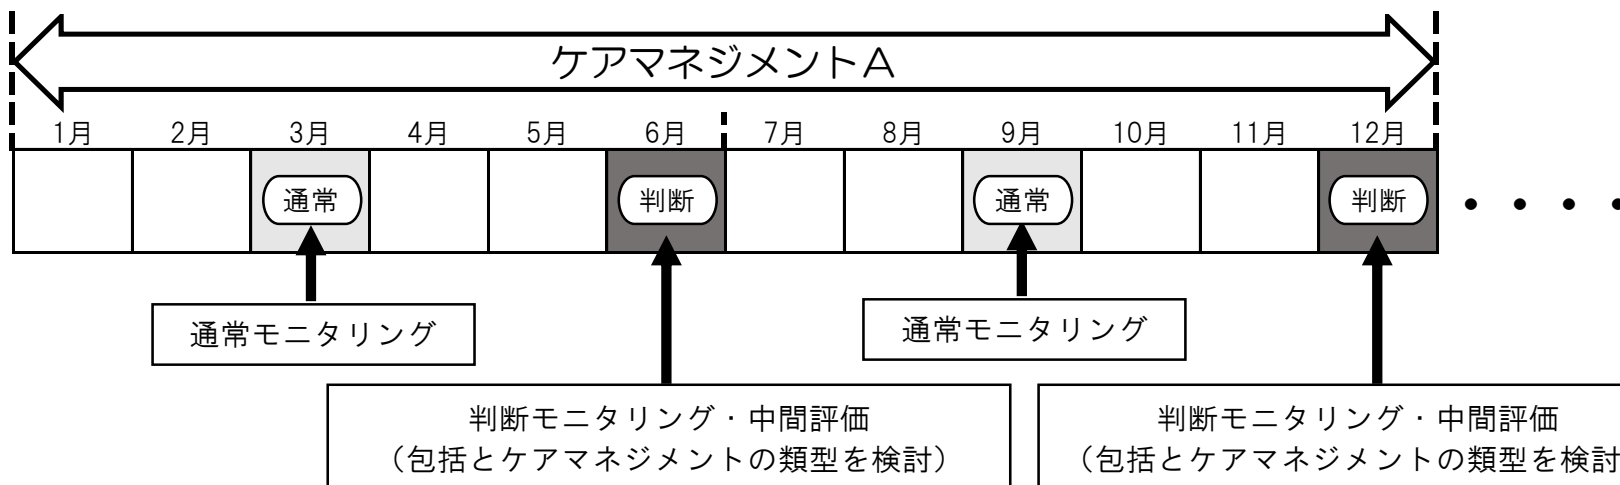 ケアマネジメントA
1月 2月 3月 4月 5月 6月 7月 8月 9月 10月 11月 12月
通常 判断 通常 判断
通常モニタリング 通常モニタリング
判断モニタリング・中間評価 判断モニタリング・中間評価
（包括とケアマネジメントの類型を検討） （包括とケアマネジメントの類型を検討